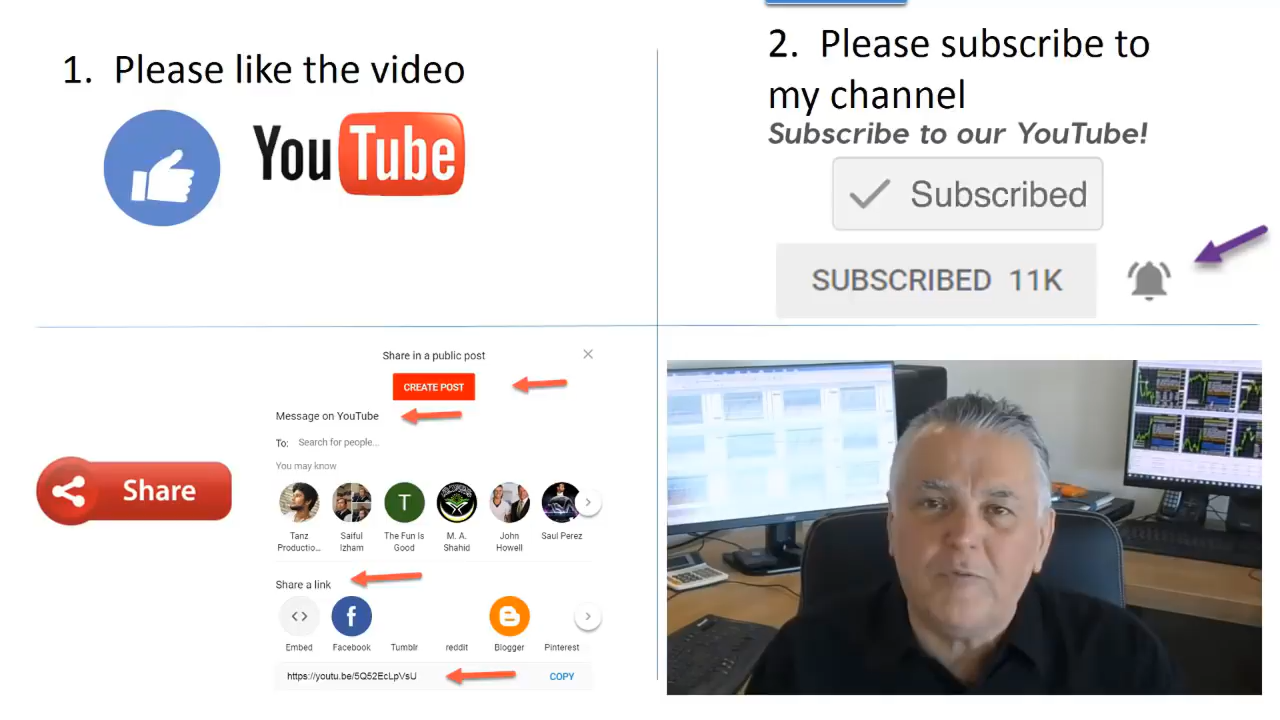 1. Please like the video
YouTube
2. Please subscribe to
my channel
Subscribe to our YouTube!
Subscribed
SUBSCRIBED 11K
Share
Share in a public post
CREATE POST
Message on YouTube
To: Search for people...
You may know
T
Tanz Productio...
Saiful Izham
The Fun Is Good
M. A. Shahid
John Howell
Saul Perez
Share a link
Embed
Facebook
Tumblr
reddit
Blogger
Pinterest
https://youtu.be/5Q52EcLpVsU
COPY